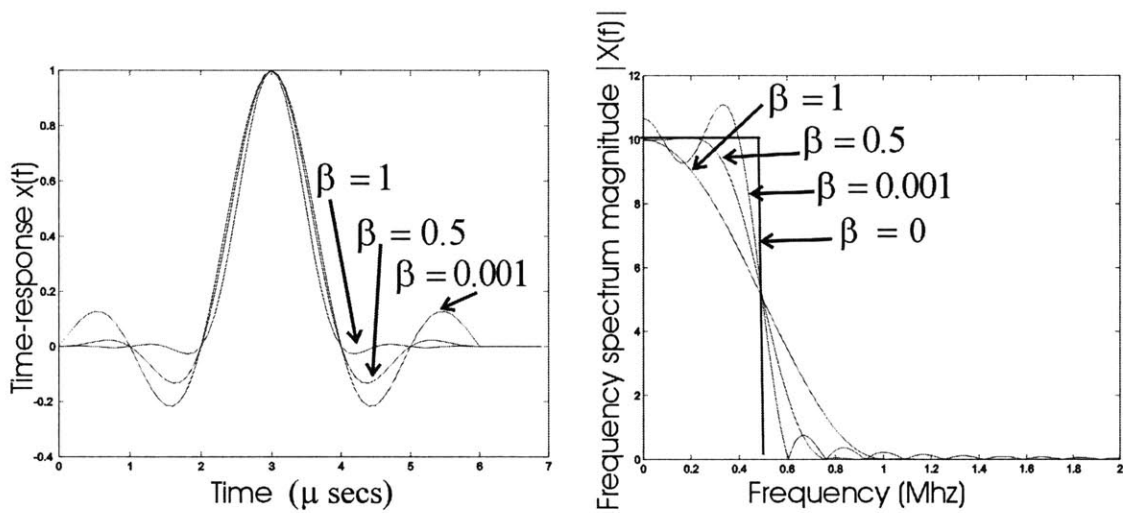 Time-response x(t)
1
0.8
0.6
0.4
0.2
0
-0.2
-0.4
0 1 2 3 4 5 6 7
Time (μ secs)
β = 1
β = 0.5
β = 0.001
Frequency spectrum magnitude |X(f)|
12
10
8
6
4
2
0
0 0.2 0.4 0.6 0.8 1 1.2 1.4 1.6 1.8 2
Frequency (Mhz)
β = 1
β = 0.5
β = 0.001
β = 0